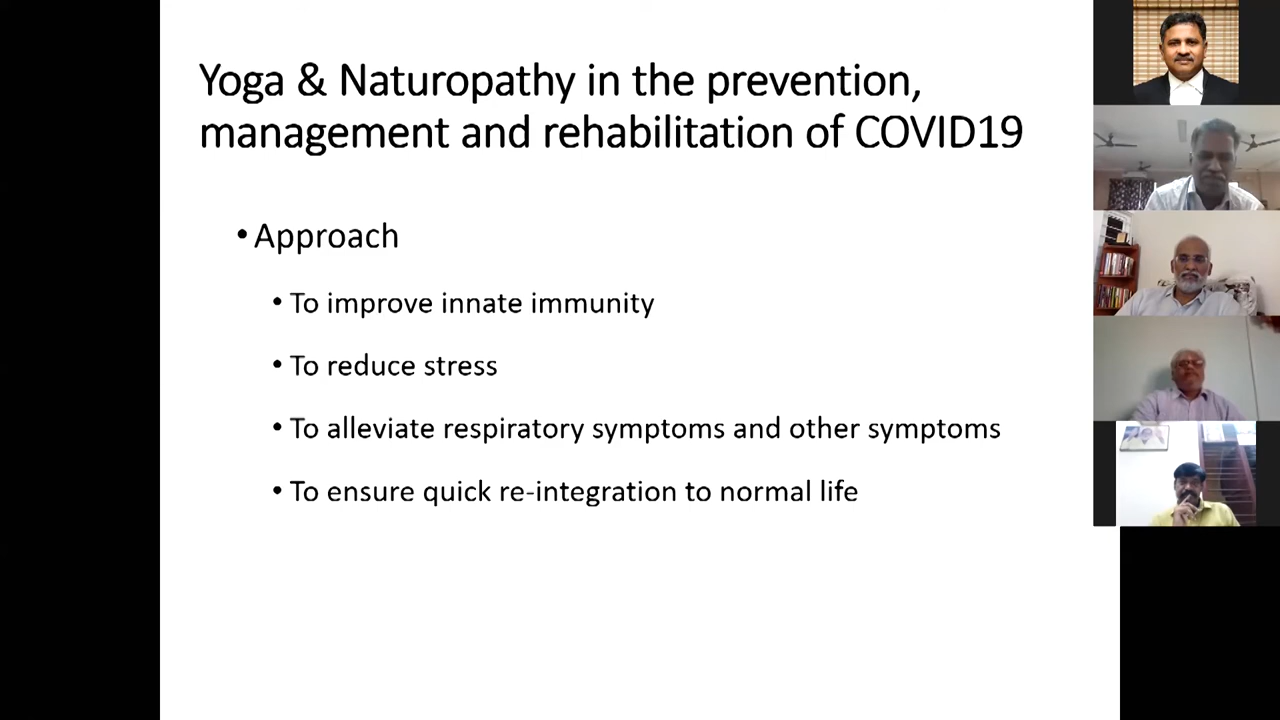 Yoga & Naturopathy in the prevention,
management and rehabilitation of COVID19
• Approach
• To improve innate immunity
• To reduce stress
• To alleviate respiratory symptoms and other symptoms
• To ensure quick re-integration to normal life